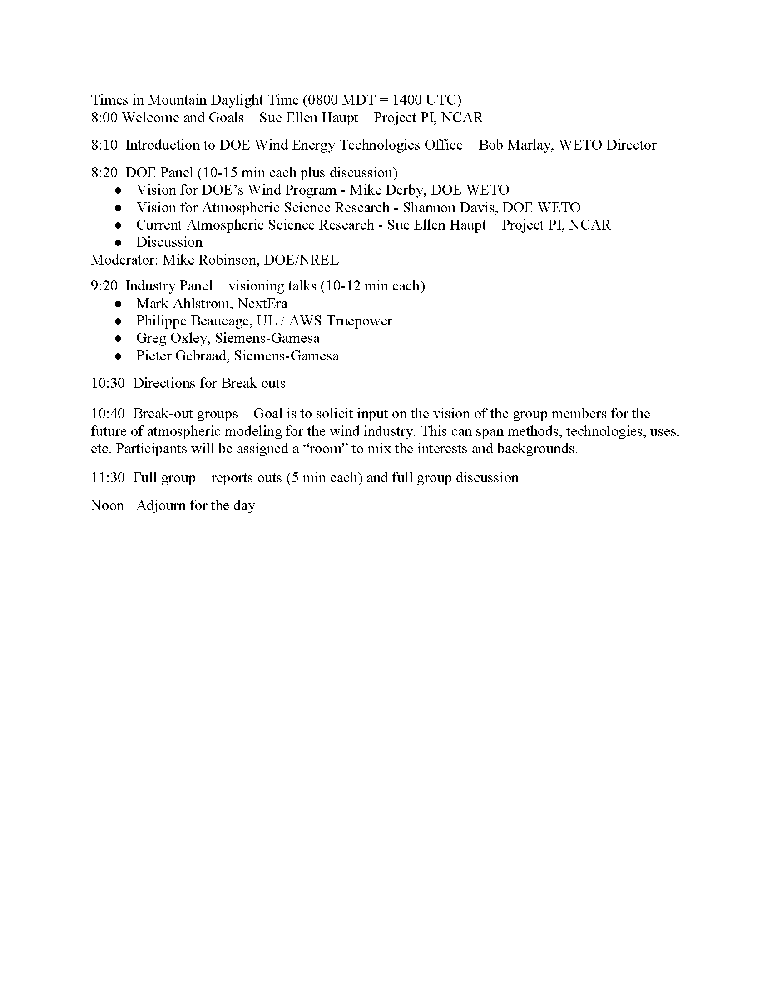 Times in Mountain Daylight Time (0800 MDT = 1400 UTC)
8:00 Welcome and Goals – Sue Ellen Haupt – Project PI, NCAR
8:10  Introduction to DOE Wind Energy Technologies Office – Bob Marlay, WETO Director
8:20  DOE Panel (10-15 min each plus discussion)
● Vision for DOE’s Wind Program - Mike Derby, DOE WETO
● Vision for Atmospheric Science Research - Shannon Davis, DOE WETO
● Current Atmospheric Science Research - Sue Ellen Haupt – Project PI, NCAR
● Discussion
Moderator: Mike Robinson, DOE/NREL
9:20  Industry Panel – visioning talks (10-12 min each)
● Mark Ahlstrom, NextEra
● Philippe Beaucage, UL / AWS Truepower
● Greg Oxley, Siemens-Gamesa
● Pieter Gebraad, Siemens-Gamesa
10:30  Directions for Break outs
10:40  Break-out groups – Goal is to solicit input on the vision of the group members for the
future of atmospheric modeling for the wind industry. This can span methods, technologies, uses,
etc. Participants will be assigned a “room” to mix the interests and backgrounds.
11:30  Full group – reports outs (5 min each) and full group discussion
Noon   Adjourn for the day